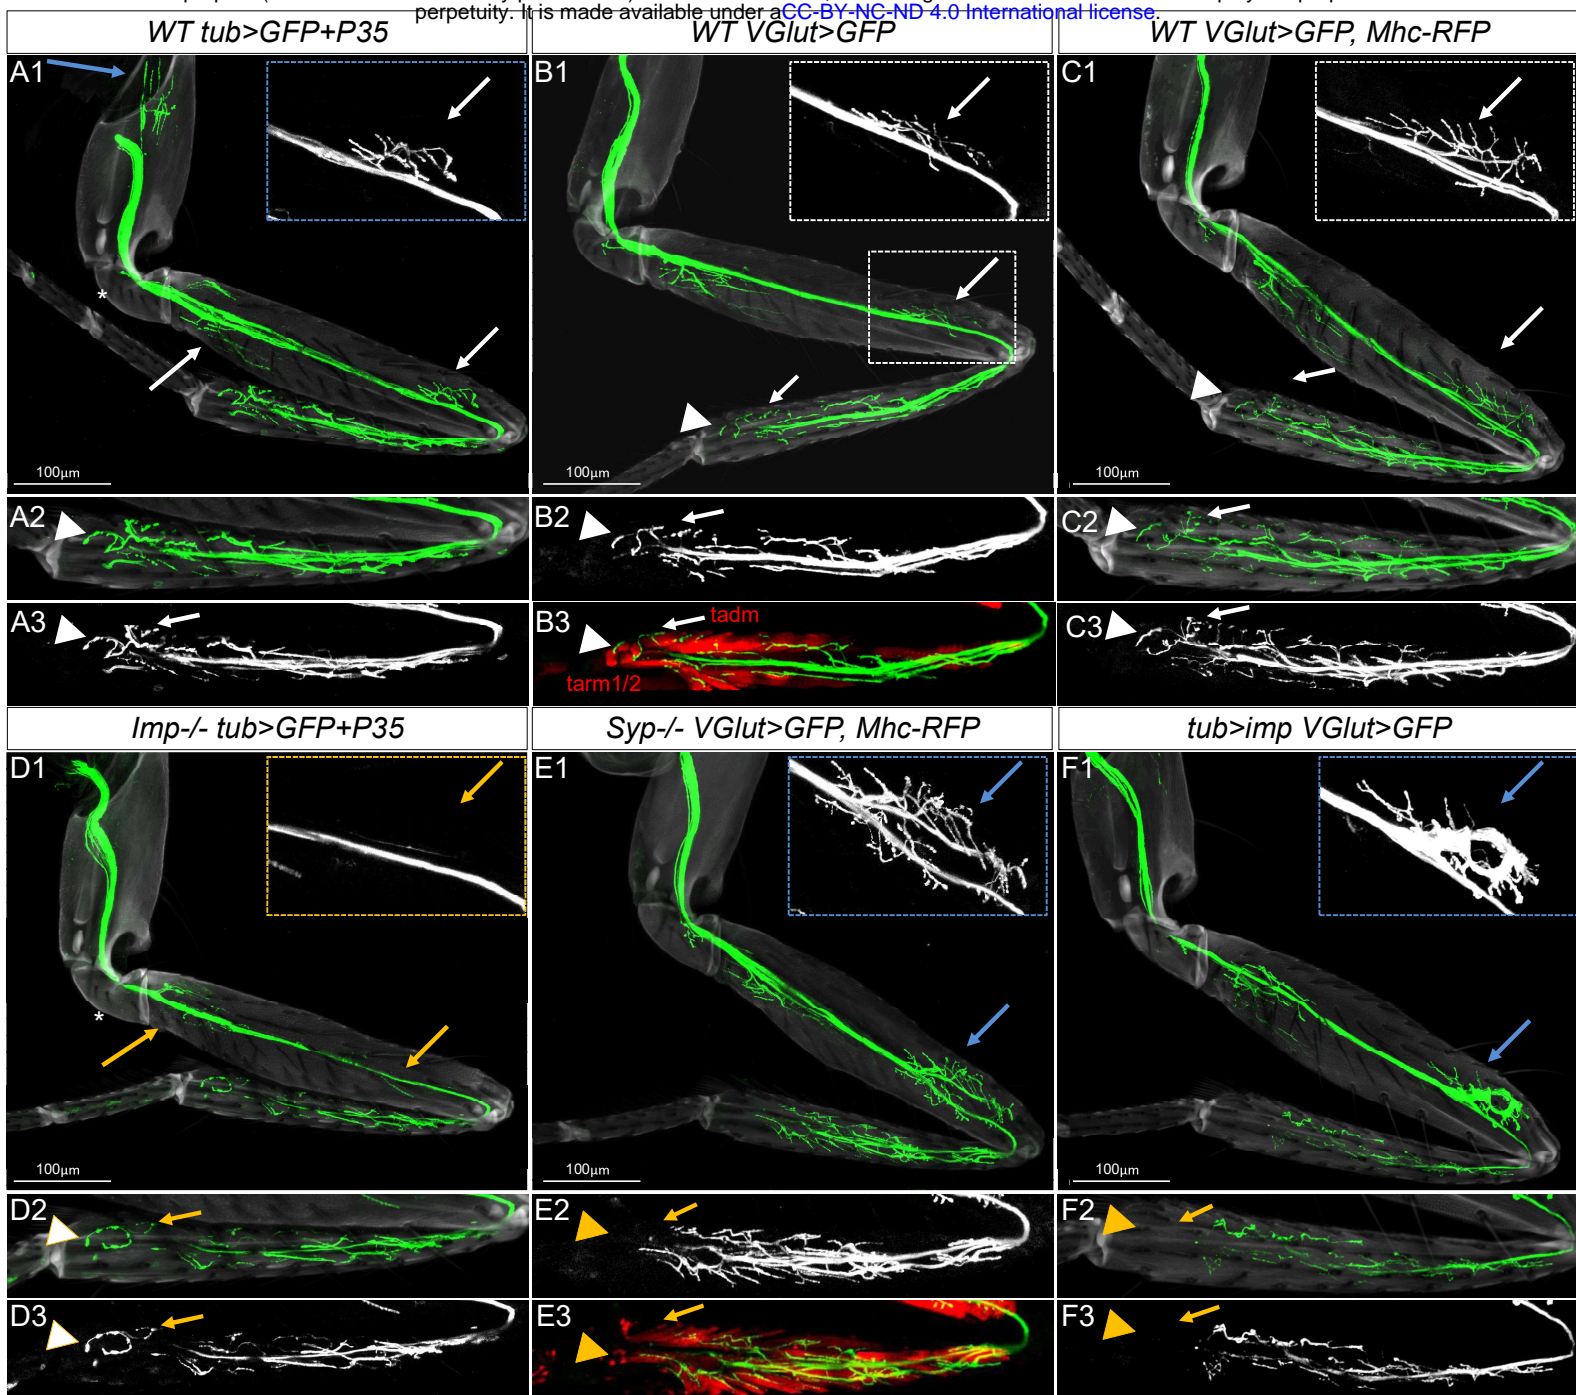 perpetuity. It is made available under aCC-BY-NC-ND 4.0 International license.
WT tub>GFP+P35
WT VGlut>GFP
WT VGlut>GFP, Mhc-RFP
A1
B1
C1
*
100µm
100µm
100µm
A2
B2
C2
A3
B3
tadm
tarm1/2
C3
Imp-/- tub>GFP+P35
Syp-/- VGlut>GFP, Mhc-RFP
tub>imp VGlut>GFP
D1
E1
F1
*
100µm
100µm
100µm
D2
E2
F2
D3
E3
F3